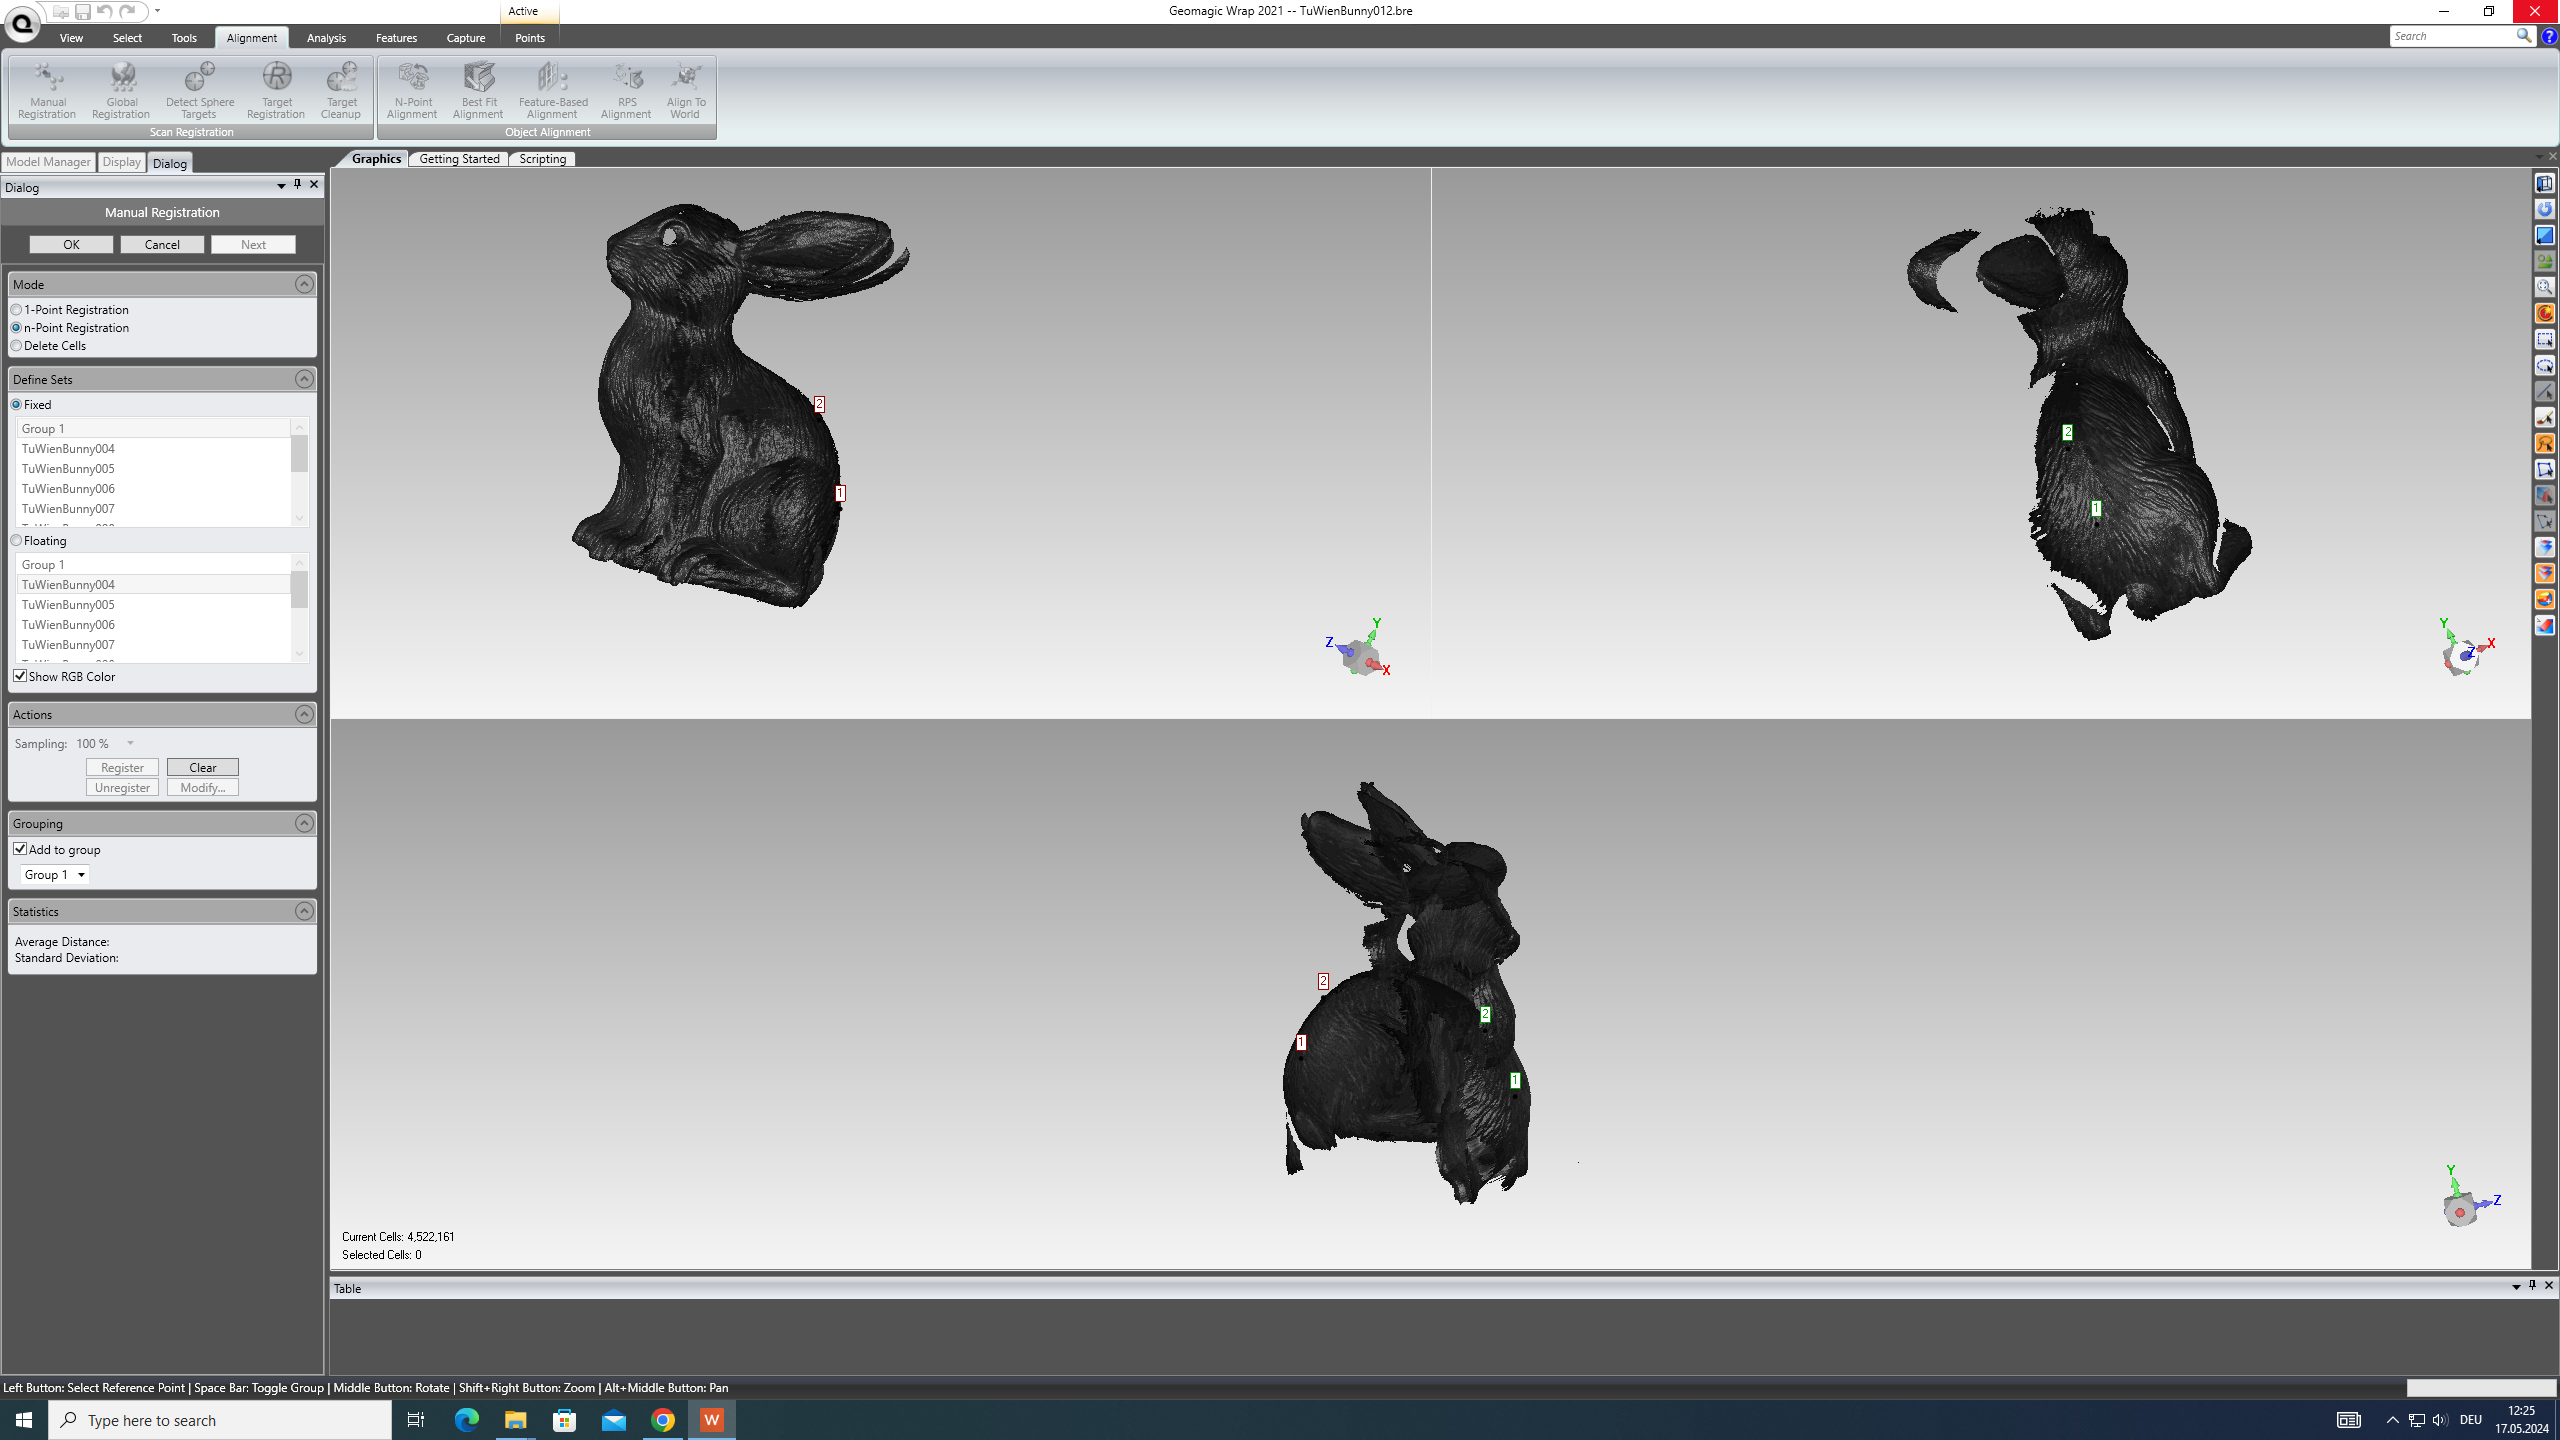 Active
Geomagic Wrap 2021 -- TuWienBunny012.bre
View Select Tools Alignment Analysis Features Capture Points
Search
Manual Registration
Global Registration
Detect Sphere Targets
Target Registration
Target Cleanup
N-Point Alignment
Best Fit Alignment
Feature-Based Alignment
RPS Alignment
Align To World
Scan Registration
Object Alignment
Model Manager Display Dialog
Graphics Getting Started Scripting
Dialog
Manual Registration
OK Cancel Next
Mode
1-Point Registration
n-Point Registration
Delete Cells
Define Sets
Fixed
Group 1
TuWienBunny004
TuWienBunny005
TuWienBunny006
TuWienBunny007
Floating
Group 1
TuWienBunny004
TuWienBunny005
TuWienBunny006
TuWienBunny007
Show RGB Color
Actions
Sampling: 100 %
Register Clear
Unregister Modify...
Grouping
Add to group
Group 1
Statistics
Average Distance:
Standard Deviation:
2
1
Y
Z
X
2
1
Y
Z
X
2
1
2
1
Y
Z
Current Cells: 4,522,161
Selected Cells: 0
Table
Left Button: Select Reference Point | Space Bar: Toggle Group | Middle Button: Rotate | Shift+Right Button: Zoom | Alt+Middle Button: Pan
Type here to search
W
DEU
12:25
17.05.2024